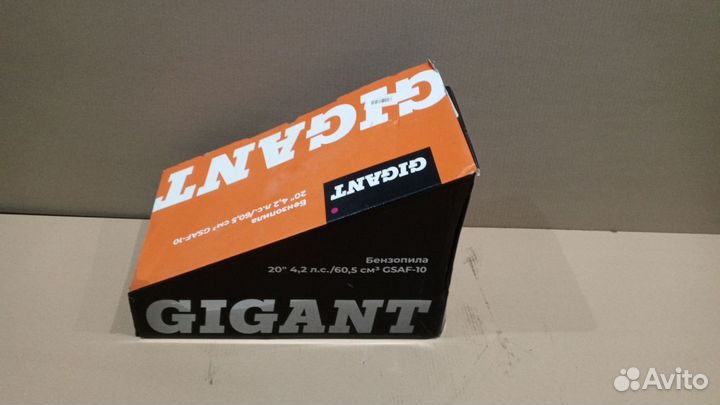 GIGANT
GIGANT
Бензопила
20" 4,2 л.с./60,5 см³ GSAF-10
Бензопила
20" 4,2 л.с./60,5 см³ GSAF-10
GIGANT
Avito